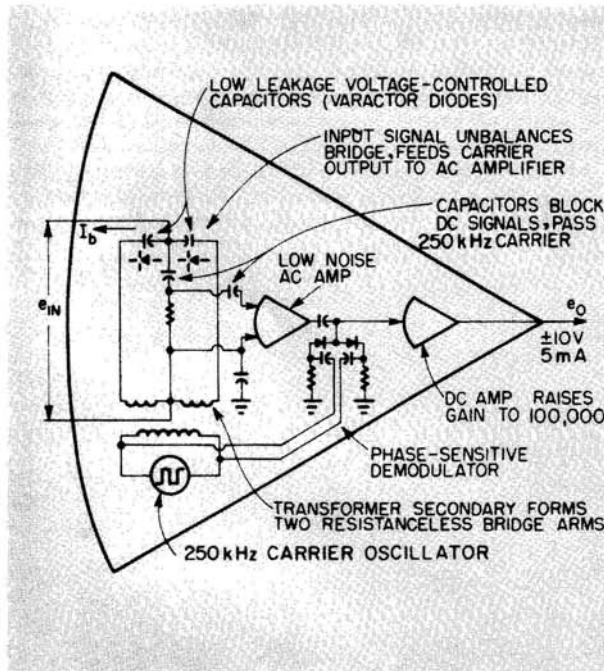 LOW LEAKAGE VOLTAGE-CONTROLLED
CAPACITORS (VARACTOR DIODES)
INPUT SIGNAL UNBALANCES
BRIDGE, FEEDS CARRIER
OUTPUT TO AC AMPLIFIER
CAPACITORS BLOCK
DC SIGNALS, PASS
250 kHz CARRIER
Ib
LOW NOISE
AC AMP
eIN
eO
±10V
5mA
DC AMP RAISES
GAIN TO 100,000
PHASE-SENSITIVE
DEMODULATOR
TRANSFORMER SECONDARY FORMS
TWO RESISTANCELESS BRIDGE ARMS
250 kHz CARRIER OSCILLATOR